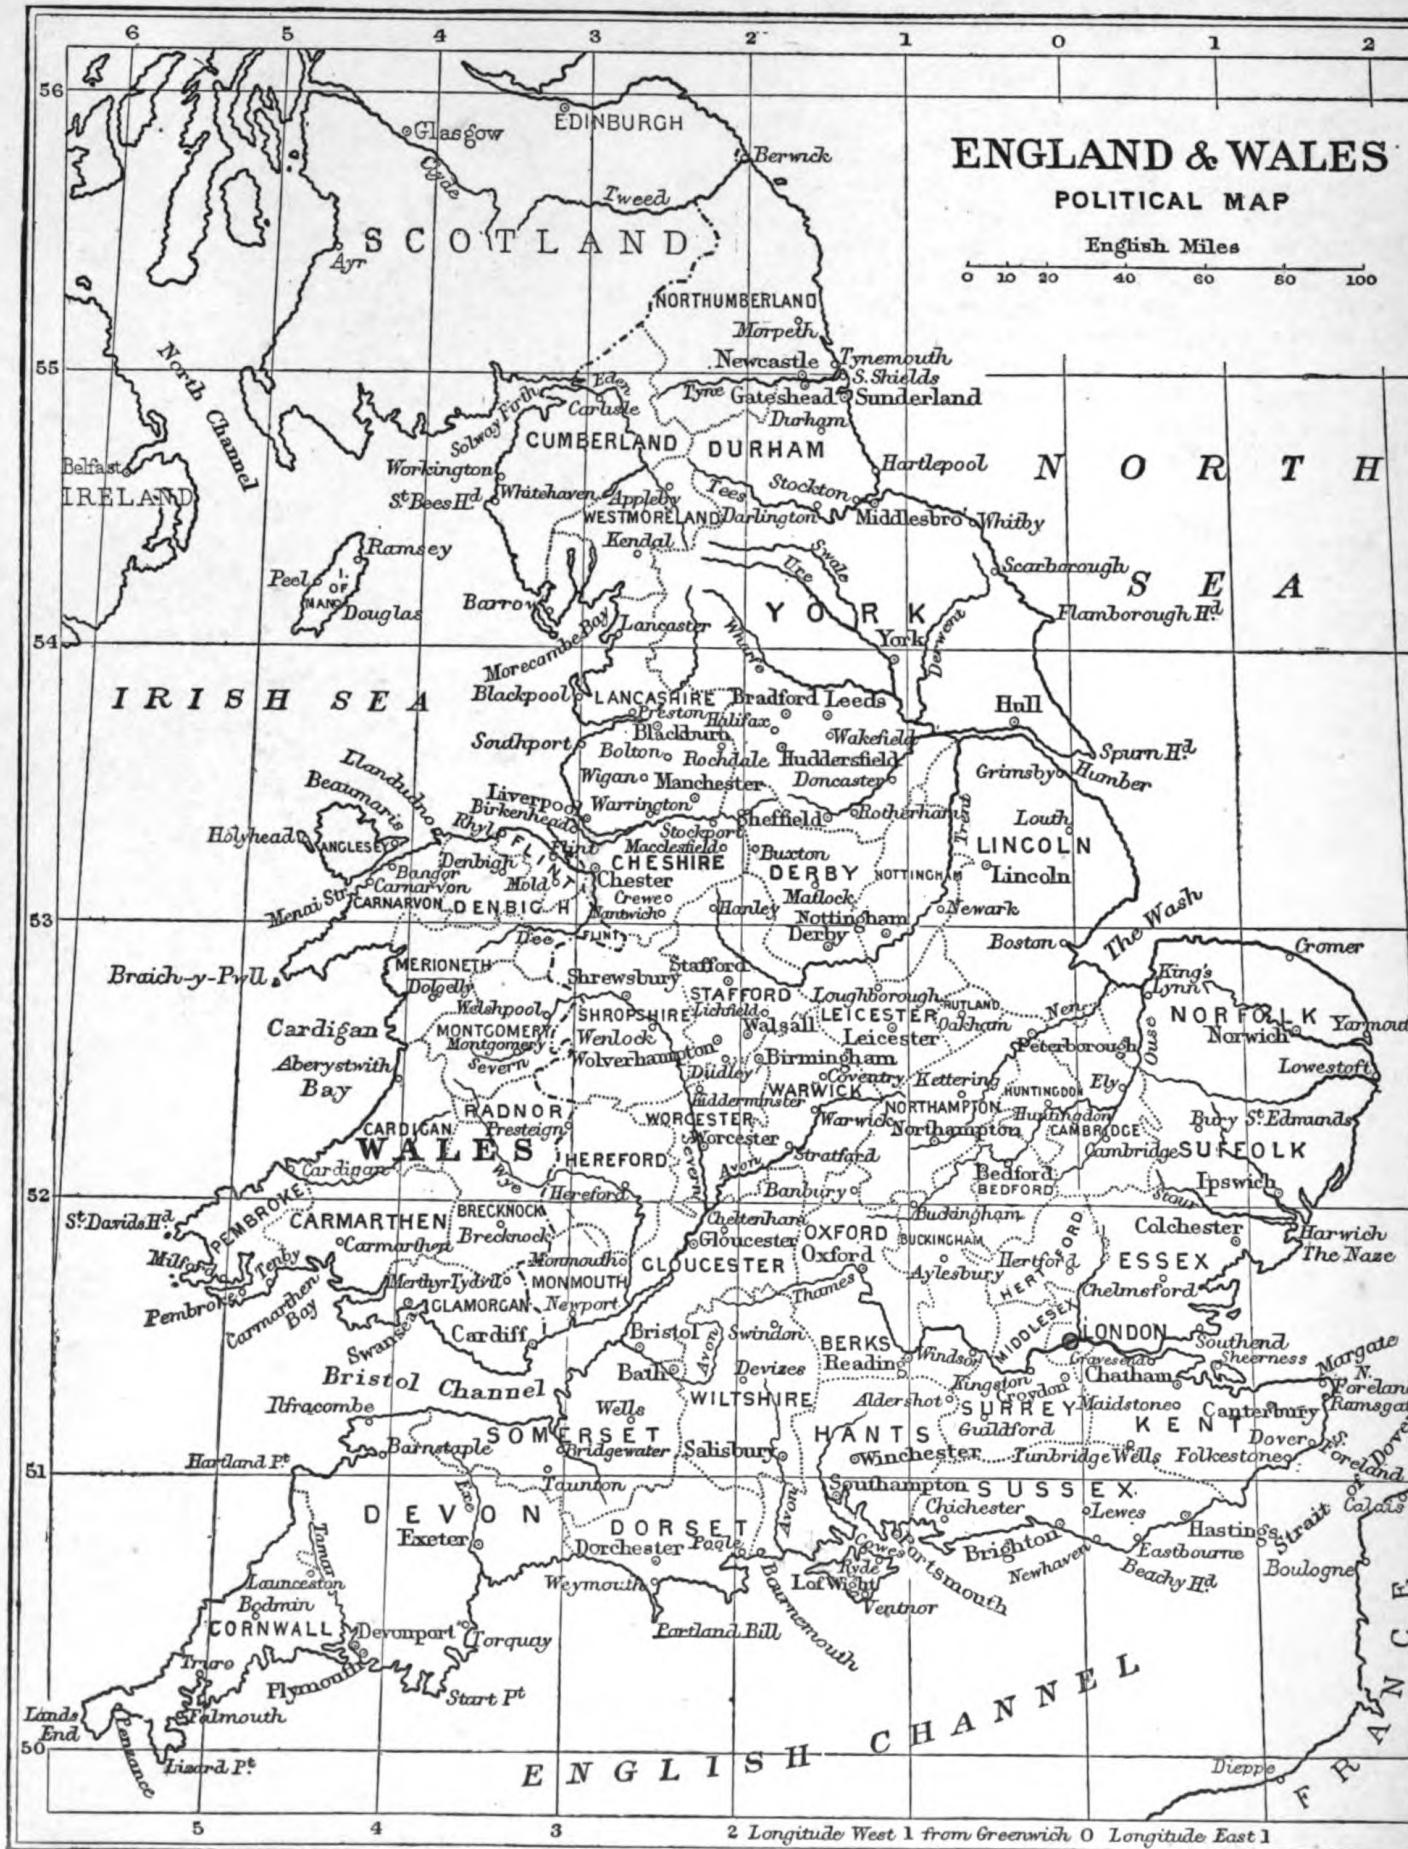 6 5 4 3 2 1 0 1 2
56
EDINBURGH
Glasgow
Clyde
Berwick
Tweed
ENGLAND & WALES
POLITICAL MAP
English Miles
0 10 20 40 60 80 100
SCOTLAND
Ayr
NORTHUMBERLAND
Morpeth
North Channel
55
Newcastle
Tynemouth
S. Shields
Eden
Tyne
Gateshead
Sunderland
Carlisle
Durham
Solway Firth
CUMBERLAND
DURHAM
Belfast
IRELAND
Workington
Hartlepool
NORTH
St. Bees Hd.
Whitehaven
Appleby
Tees
Stockton
WESTMORELAND
Darlington
Middlesbro'
Whitby
Kendal
Ramsey
Swale
Ure
Scarborough
SEA
Peel
I.
OF
MAN
Douglas
Barrow
YORK
Flamborough Hd.
Lancaster
York
Derwent
54
Morecambe Bay
Wharfe
IRISH SEA
Blackpool
LANCASHIRE
Bradford
Leeds
Preston
Halifax
Hull
Blackburn
Wakefield
Southport
Bolton
Rochdale
Huddersfield
Spurn Hd.
Wigan
Manchester
Doncaster
Grimsby
Humber
Llandudno
Beaumaris
Liverpool
Birkenhead
Warrington
Rotherham
Trent
Rhyl
Stockport
Sheffield
Louth
Holyhead
ANGLESEY
Flint
FLINT
Macclesfield
Buxton
LINCOLN
Denbigh
CHESHIRE
DERBY
Bangor
Mold
Chester
NOTTINGHAM
Lincoln
Carnarvon
Crewe
Matlock
Menai Str.
CARNARVON
DENBIGH
Nantwich
Hanley
Newark
53
Nottingham
Derby
Dee
FLINT
Boston
The Wash
Cromer
Braich-y-Pwll
MERIONETH
Shrewsbury
Stafford
King's
Lynn
Dolgelly
STAFFORD
Loughborough
RUTLAND
Nen
Welshpool
SHROPSHIRE
Lichfield
LEICESTER
Oakham
NORFOLK
Cardigan
Bay
MONTGOMERY
Wenlock
Walsall
Leicester
Norwich
Montgomery
Wolverhampton
Peterborough
Ouse
Aberystwith
Severn
Birmingham
Lowestoft
Dudley
Coventry
Kettering
Ely
WARWICK
HUNTINGDON
RADNOR
Kidderminster
NORTHAMPTON
Huntingdon
WORCESTER
Warwick
Bury St. Edmunds
CARDIGAN
Presteign
Northampton
CAMBRIDGE
WALES
Worcester
Stratford
Cambridge
SUFFOLK
Cardigan
HEREFORD
Avon
Bedford
Wye
Severn
BEDFORD
Ipswich
52
Hereford
Banbury
Stour
St. Davids Hd.
PEMBROKE
BRECKNOCK
Buckingham
Colchester
Harwich
CARMARTHEN
Brecknock
Cheltenham
OXFORD
The Naze
Carmarthen
Gloucester
BUCKINGHAM
Milford
Tenby
Monmouth
Oxford
Hertford
ESSEX
Merthyr Tydvil
MONMOUTH
GLOUCESTER
Aylesbury
HERTFORD
Pembroke
Carmarthen
Bay
GLAMORGAN
Newport
Thames
Chelmsford
MIDDLESEX
Swansea
Cardiff
Bristol
Swindon
BERKS
LONDON
Southend
Avon
Reading
Windsor
Gravesend
Sheerness
Bath
Devizes
Kingston
Croydon
Chatham
Margate
Bristol Channel
WILTSHIRE
Aldershot
Maidstone
N.
Ilfracombe
Wells
SURREY
Canterbury
SOMERSET
HANTS
Guildford
KENT
Barnstaple
Bridgewater
Salisbury
Winchester
Dover
Hartland Pt.
Tunbridge Wells
Folkestone
S.
Foreland
51
Taunton
Southampton
SUSSEX
Exe
Chichester
Lewes
Calais
DEVON
DORSET
Avon
Hastings
Exeter
Dorchester
Poole
Cowes
Brighton
Tamar
Ryde
Portsmouth
Newhaven
Eastbourne
Launceston
Weymouth
I.of Wight
Beachy Hd.
Boulogne
Bodmin
Bournemouth
Ventnor
CORNWALL
Devonport
Torquay
Portland Bill
Truro
Plymouth
Start Pt
Lands
End
Falmouth
Penzance
50
Lizard Pt.
ENGLISH CHANNEL
Dieppe
FRANCE
5 4 3 2 Longitude West 1 from Greenwich 0 Longitude East 1